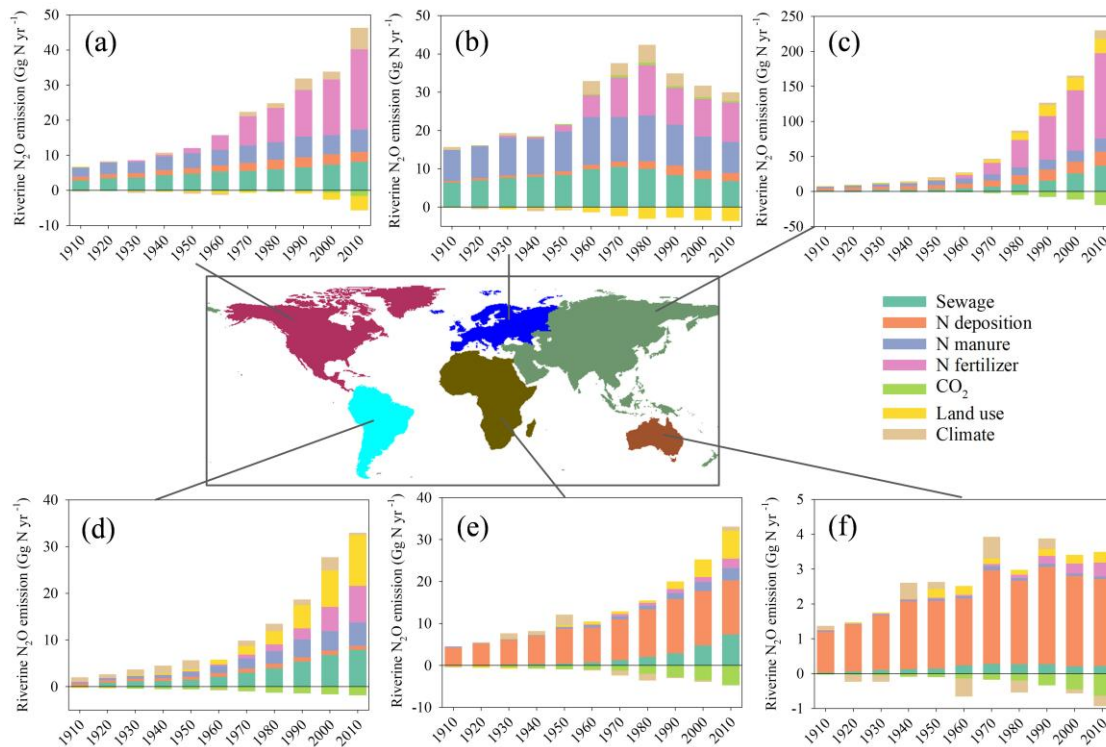 Riverine N₂O emission (Gg N yr⁻¹)
50
40
30
20
10
0
-10
(a)
1910 1920 1930 1940 1950 1960 1970 1980 1990 2000 2010
Riverine N₂O emission (Gg N yr⁻¹)
50
40
30
20
10
0
(b)
1910 1920 1930 1940 1950 1960 1970 1980 1990 2000 2010
Riverine N₂O emission (Gg N yr⁻¹)
250
200
150
100
50
0
-50
(c)
1910 1920 1930 1940 1950 1960 1970 1980 1990 2000 2010
Sewage
N deposition
N manure
N fertilizer
CO₂
Land use
Climate
Riverine N₂O emission (Gg N yr⁻¹)
40
30
20
10
0
(d)
1910 1920 1930 1940 1950 1960 1970 1980 1990 2000 2010
Riverine N₂O emission (Gg N yr⁻¹)
40
30
20
10
0
-10
(e)
1910 1920 1930 1940 1950 1960 1970 1980 1990 2000 2010
Riverine N₂O emission (Gg N yr⁻¹)
5
4
3
2
1
0
1
(f)
1910 1920 1930 1940 1950 1960 1970 1980 1990 2000 2010